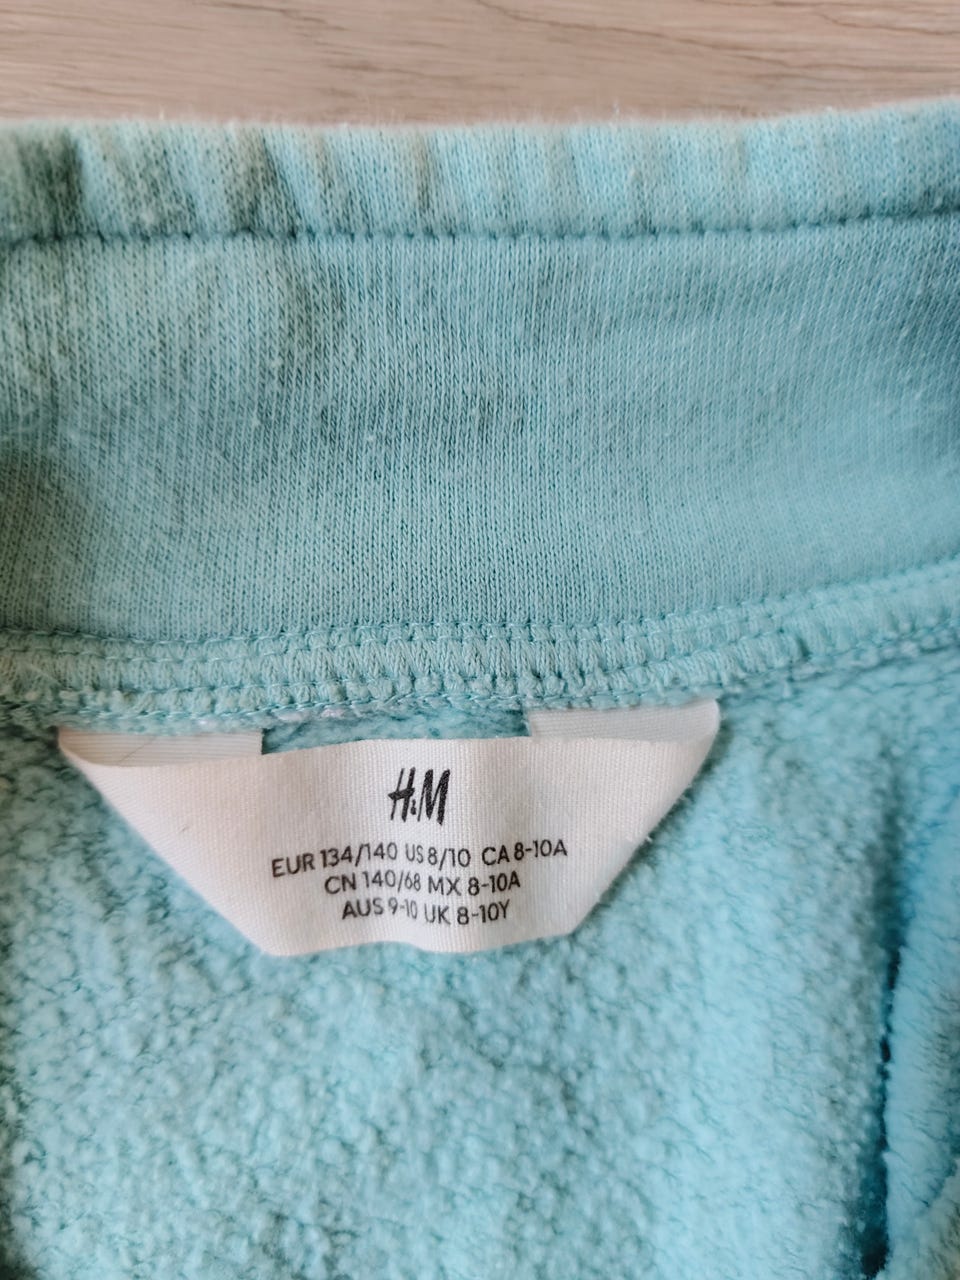 H&M
EUR 134/140 US 8/10 CA 8-10A
CN 140/68 MX 8-10A
AUS 9-10 UK 8-10Y